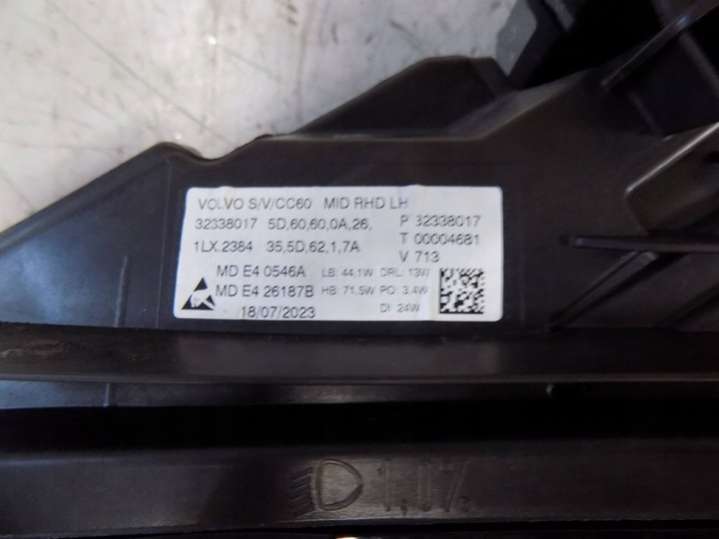 VOLVO S/V/CC60 MID RHD LH
32338017 5D,60,60,0A,26, P 32338017
1LX.2384 35,5D,62,1,7A T 00004681
V 713
MD E4 0546A LB: 44.1W DRL: 13W
MD E4 26187B HB: 71.5W PO: 3.4W
18/07/2023 DI: 24W
1,1%